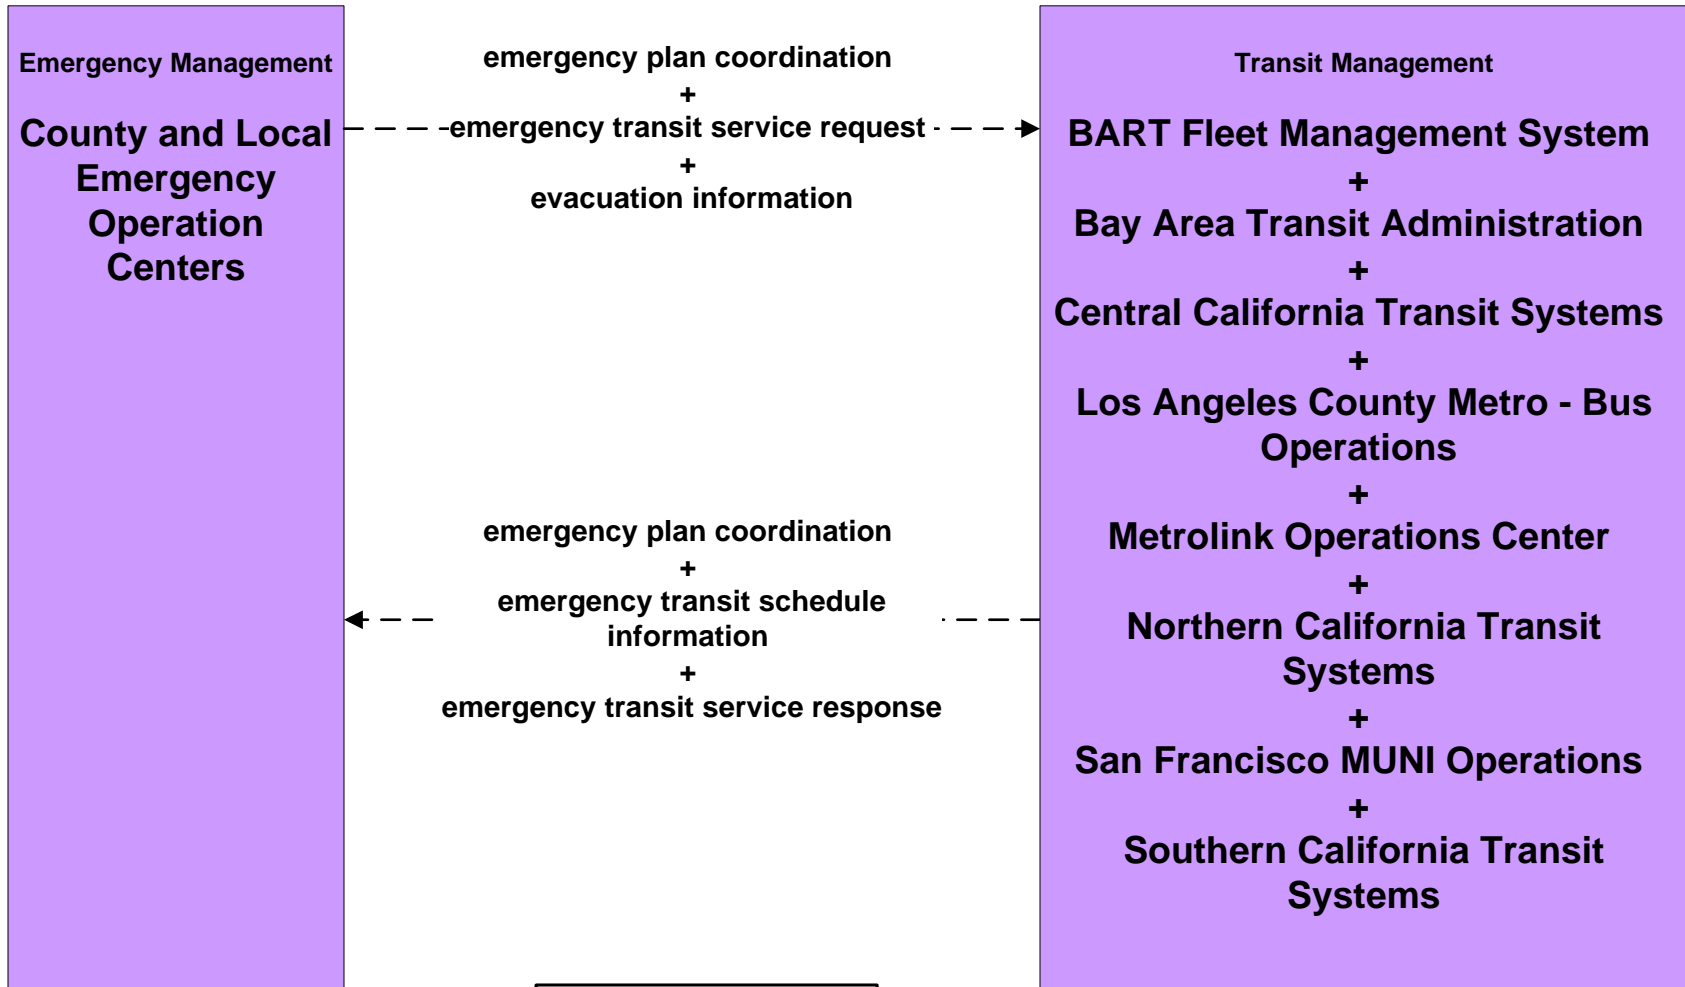 Emergency Management
County and Local
Emergency
Operation
Centers
emergency plan coordination
+
emergency transit service request
+
evacuation information
emergency plan coordination
+
emergency transit schedule
information
+
emergency transit service response
Transit Management
BART Fleet Management System
+
Bay Area Transit Administration
+
Central California Transit Systems
+
Los Angeles County Metro - Bus
Operations
+
Metrolink Operations Center
+
Northern California Transit
Systems
+
San Francisco MUNI Operations
+
Southern California Transit
Systems